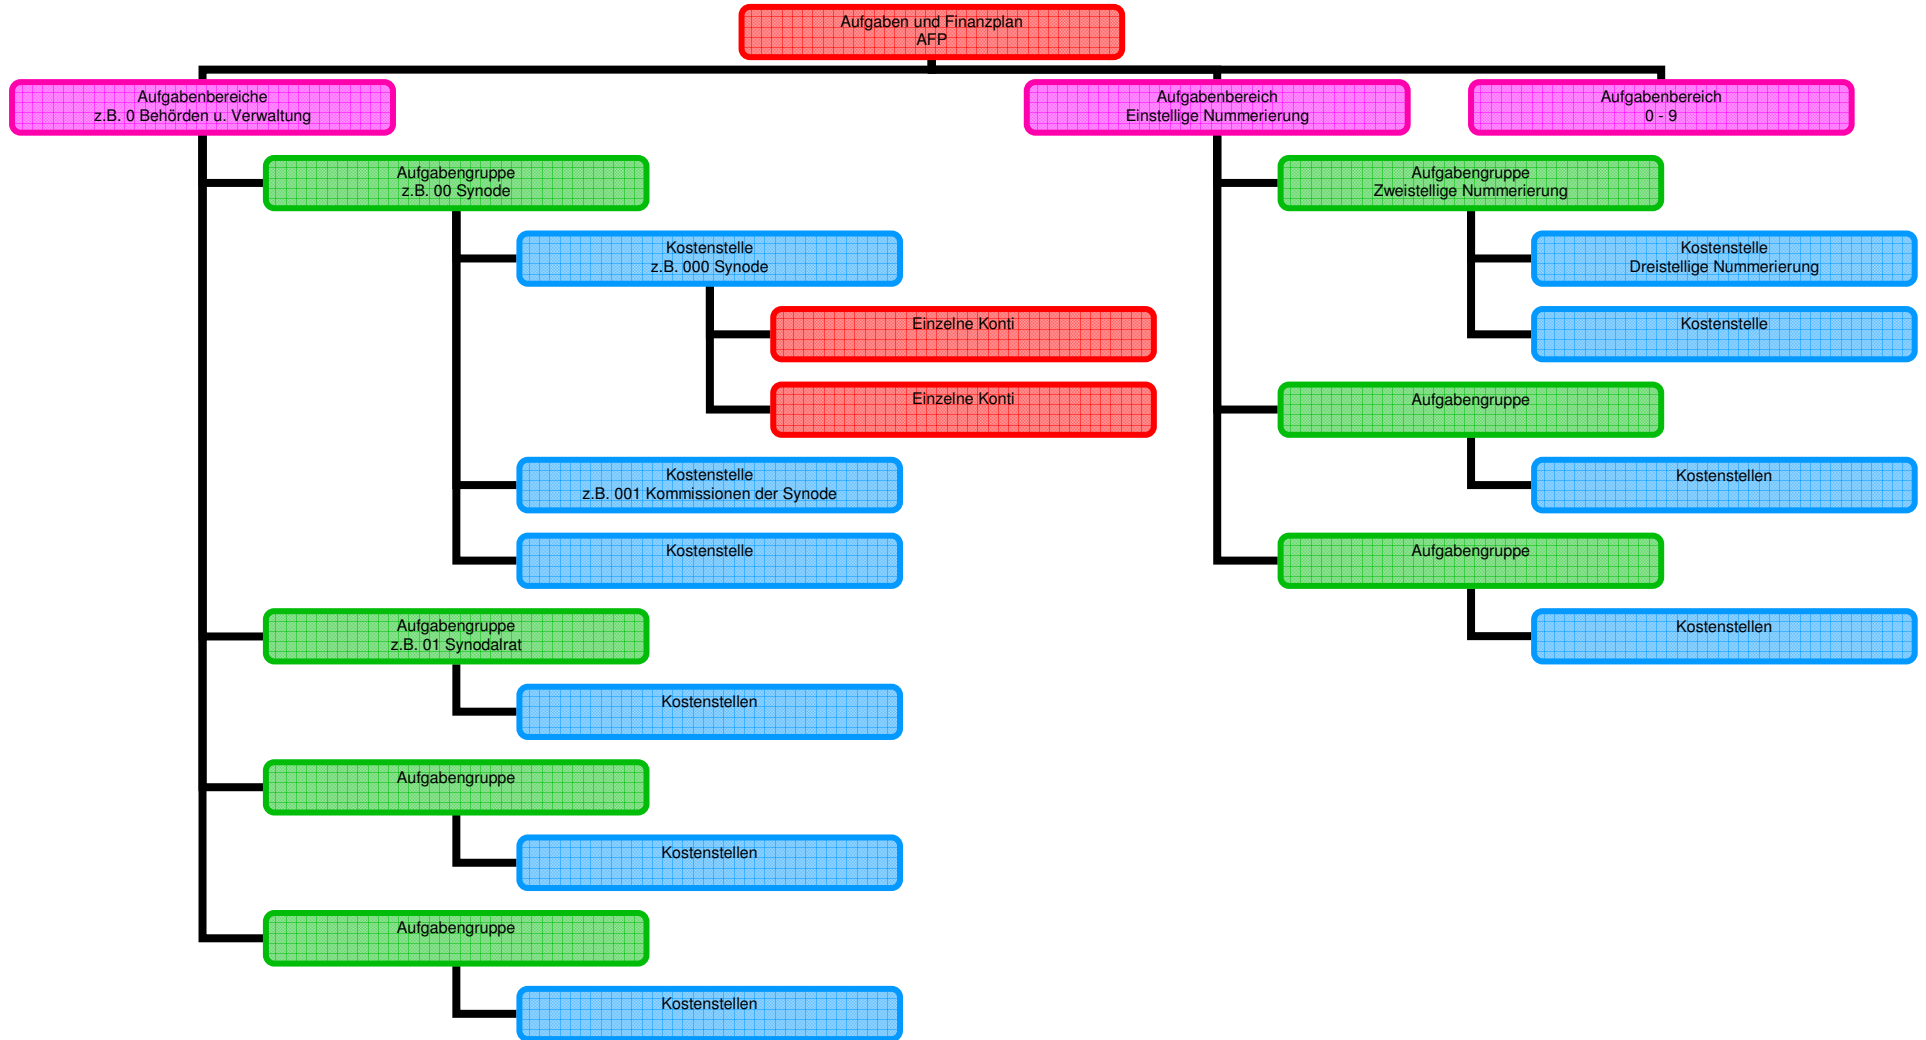 Aufgaben und Finanzplan
AFP
Aufgabenbereiche
z.B. 0 Behörden u. Verwaltung
Aufgabenbereich
Einstellige Nummerierung
Aufgabenbereich
0 - 9
Aufgabengruppe
z.B. 00 Synode
Kostenstelle
z.B. 000 Synode
Einzelne Konti
Einzelne Konti
Kostenstelle
z.B. 001 Kommissionen der Synode
Kostenstelle
Aufgabengruppe
z.B. 01 Synodalrat
Kostenstellen
Aufgabengruppe
Kostenstellen
Aufgabengruppe
Kostenstellen
Aufgabengruppe
Zweistellige Nummerierung
Kostenstelle
Dreistellige Nummerierung
Kostenstelle
Aufgabengruppe
Kostenstellen
Aufgabengruppe
Kostenstellen